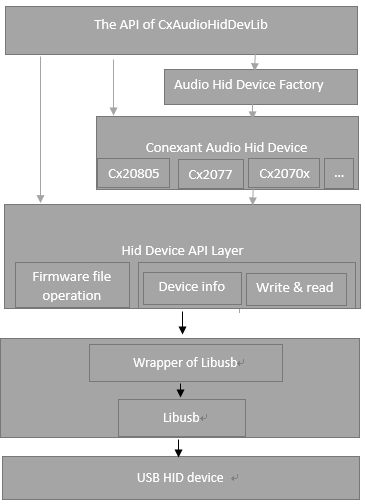 The API of CxAudioHidDevLib
Audio Hid Device Factory
Conexant Audio Hid Device
Cx20805 Cx2077 Cx2070x ...
Hid Device API Layer
Firmware file
operation
Device info
Write & read
Wrapper of Libusb↵
Libusb↵
USB HID device ↵